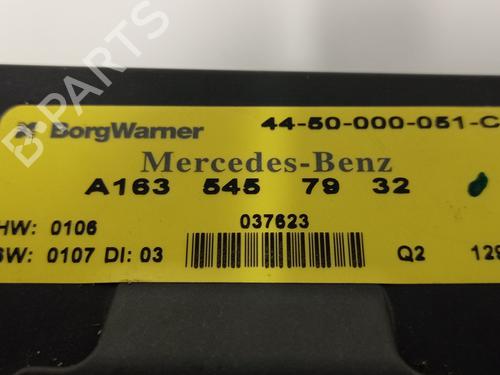 BorgWarner 44-50-000-051-C
Mercedes-Benz
A163 545 79 32
HW: 0106 037623
SW: 0107 DI: 03 Q2 129
B-PARTS